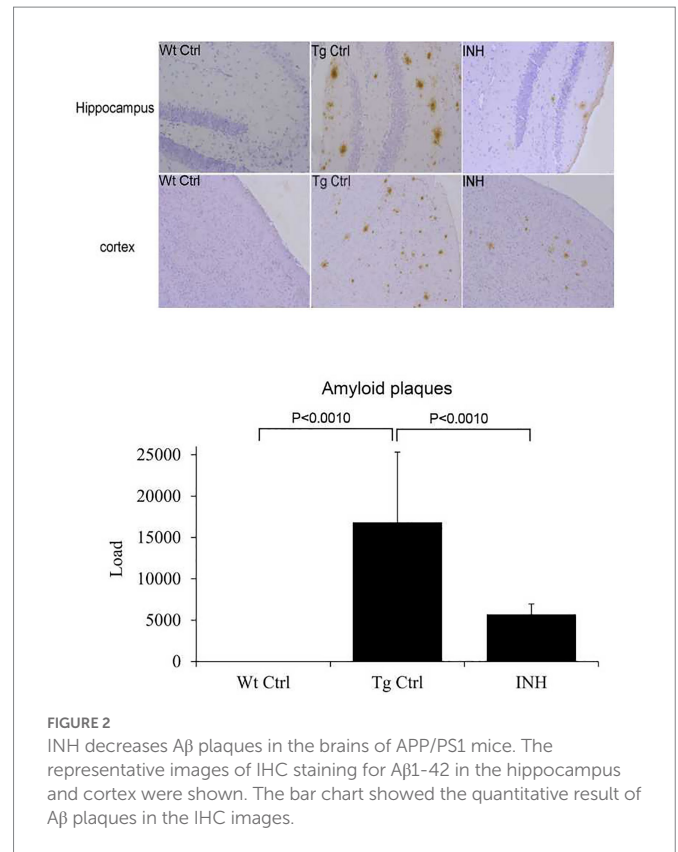 Wt Ctrl Tg Ctrl INH
Hippocampus
Wt Ctrl Tg Ctrl INH
cortex
Amyloid plaques
P<0.0010 P<0.0010
25000
20000
15000
10000
5000
0
Load
Wt Ctrl Tg Ctrl INH
FIGURE 2
INH decreases Aβ plaques in the brains of APP/PS1 mice. The
representative images of IHC staining for Aβ1-42 in the hippocampus
and cortex were shown. The bar chart showed the quantitative result of
Aβ plaques in the IHC images.